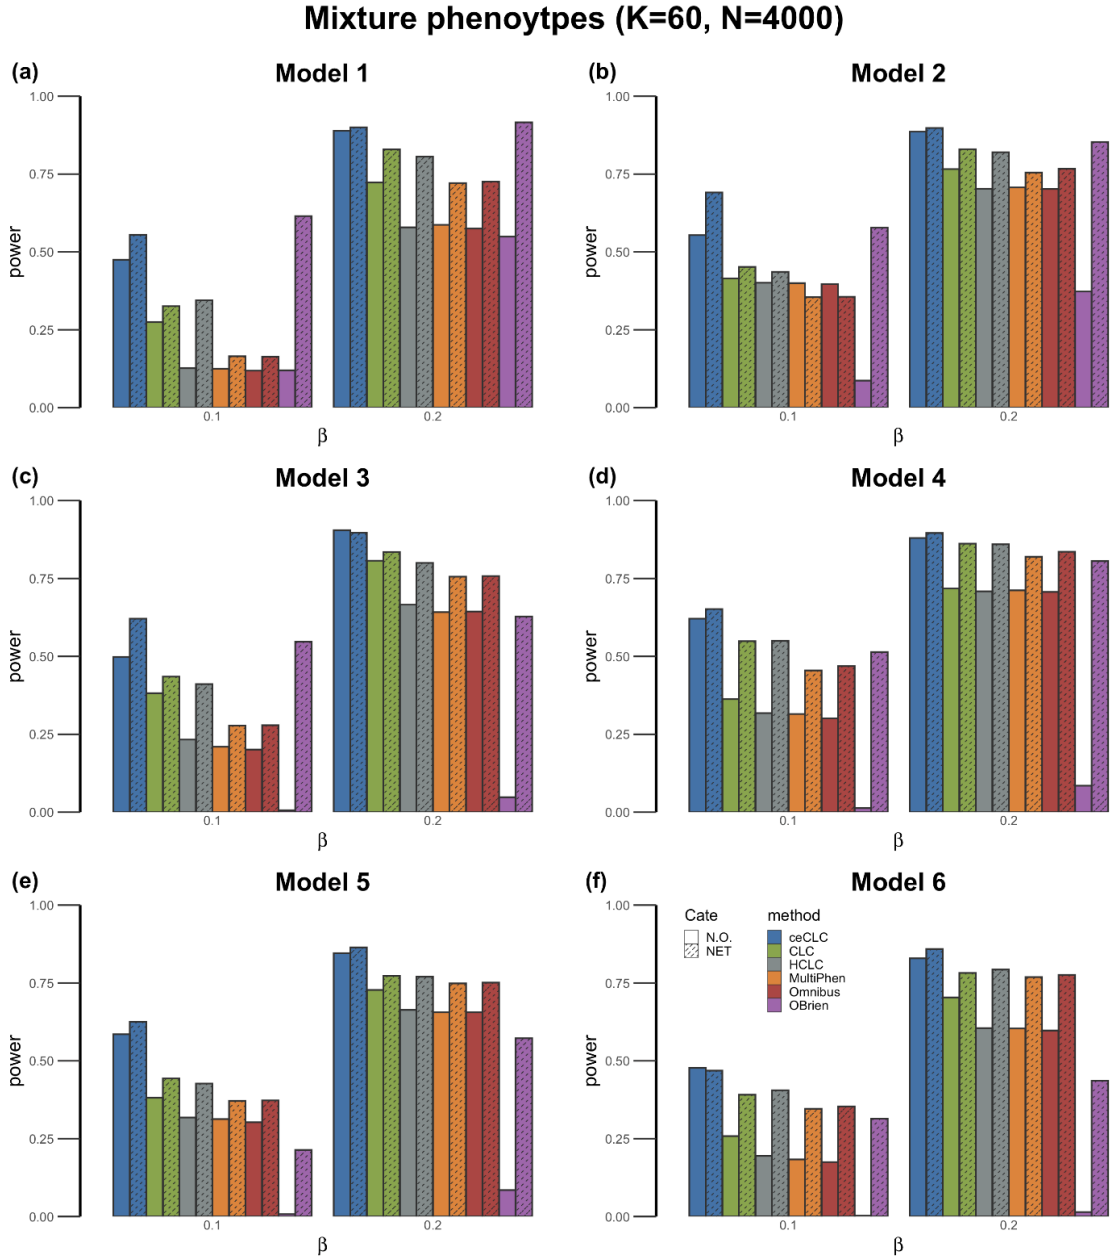 Mixture phenoytpes (K=60, N=4000)
(a) Model 1
1.00
0.75
0.50
0.25
0.00
power
0.1 0.2
β
(b) Model 2
1.00
0.75
0.50
0.25
0.00
power
0.1 0.2
β
(c) Model 3
1.00
0.75
0.50
0.25
0.00
power
0.1 0.2
β
(d) Model 4
1.00
0.75
0.50
0.25
0.00
power
0.1 0.2
β
(e) Model 5
1.00
0.75
0.50
0.25
0.00
power
0.1 0.2
β
(f) Model 6
1.00
0.75
0.50
0.25
0.00
power
Cate
N.O.
NET
method
ceCLC
CLC
HCLC
MultiPhen
Omnibus
OBrien
0.1 0.2
β